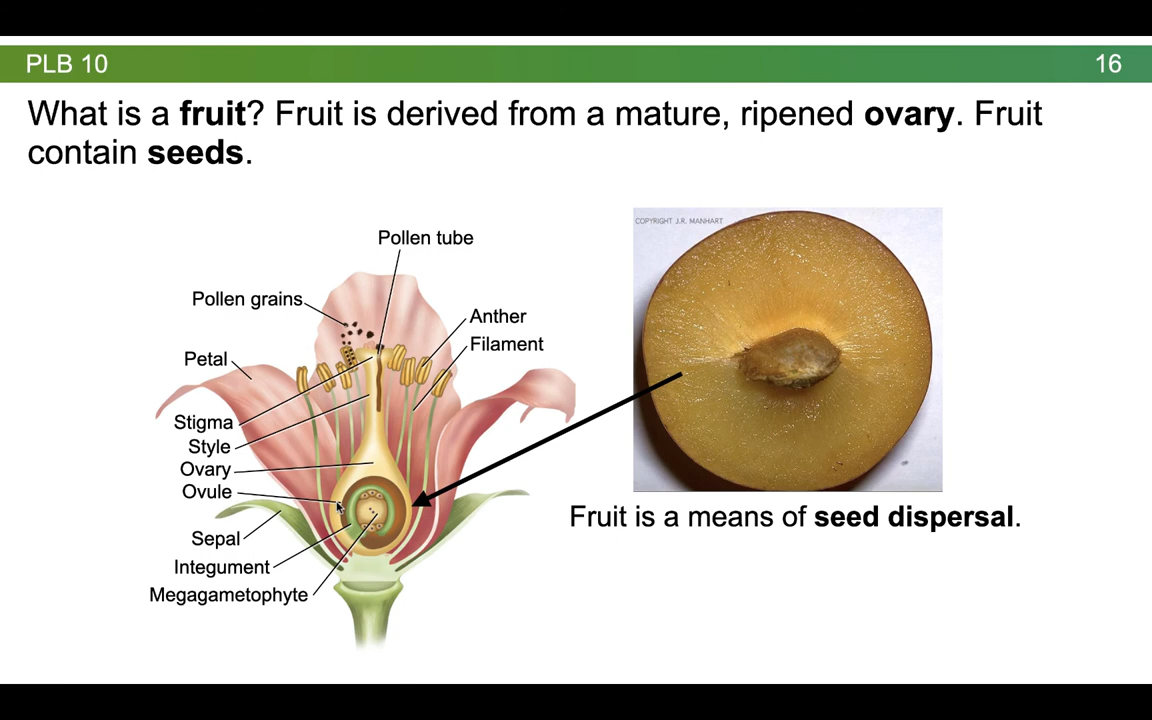 PLB 10
16
What is a fruit? Fruit is derived from a mature, ripened ovary. Fruit
contain seeds.
COPYRIGHT J.R. MANHART
Pollen tube
Pollen grains
Anther
Filament
Petal
Stigma
Style
Ovary
Ovule
Sepal
Integument
Megagametophyte
Fruit is a means of seed dispersal.